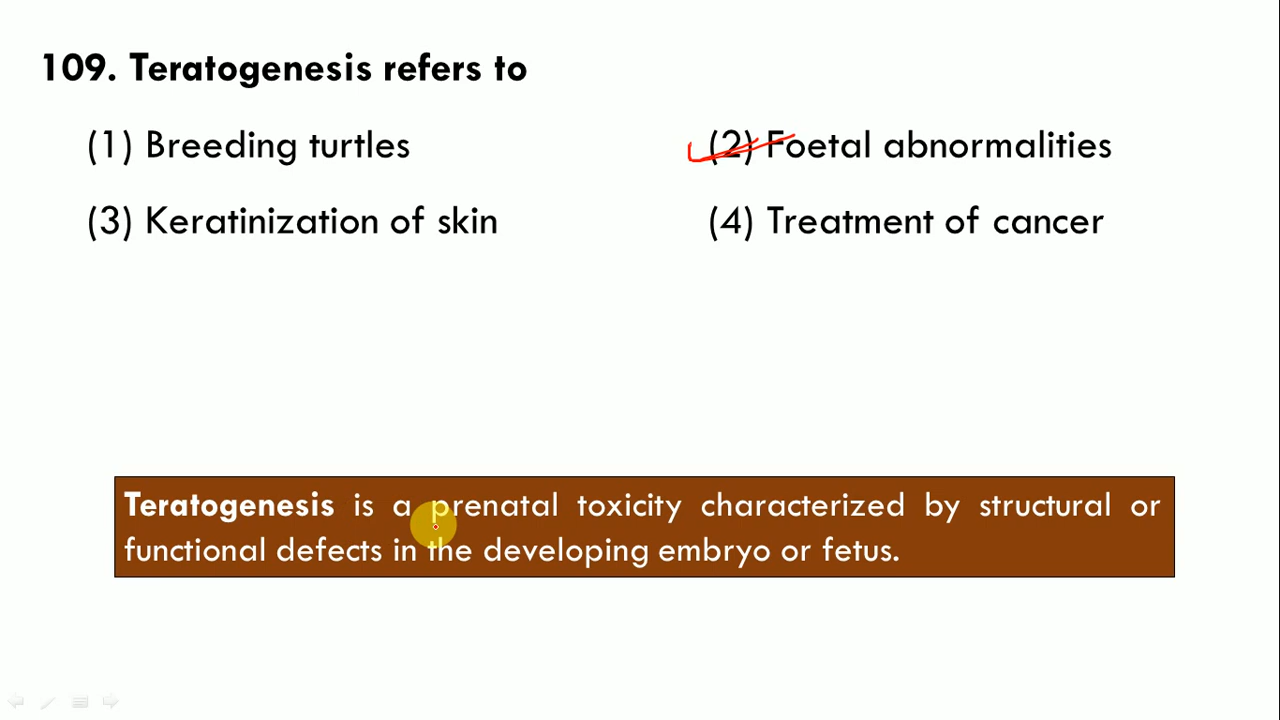 109. Teratogenesis refers to
(1) Breeding turtles
(2) Foetal abnormalities
(3) Keratinization of skin
(4) Treatment of cancer
Teratogenesis is a prenatal toxicity characterized by structural or
functional defects in the developing embryo or fetus.